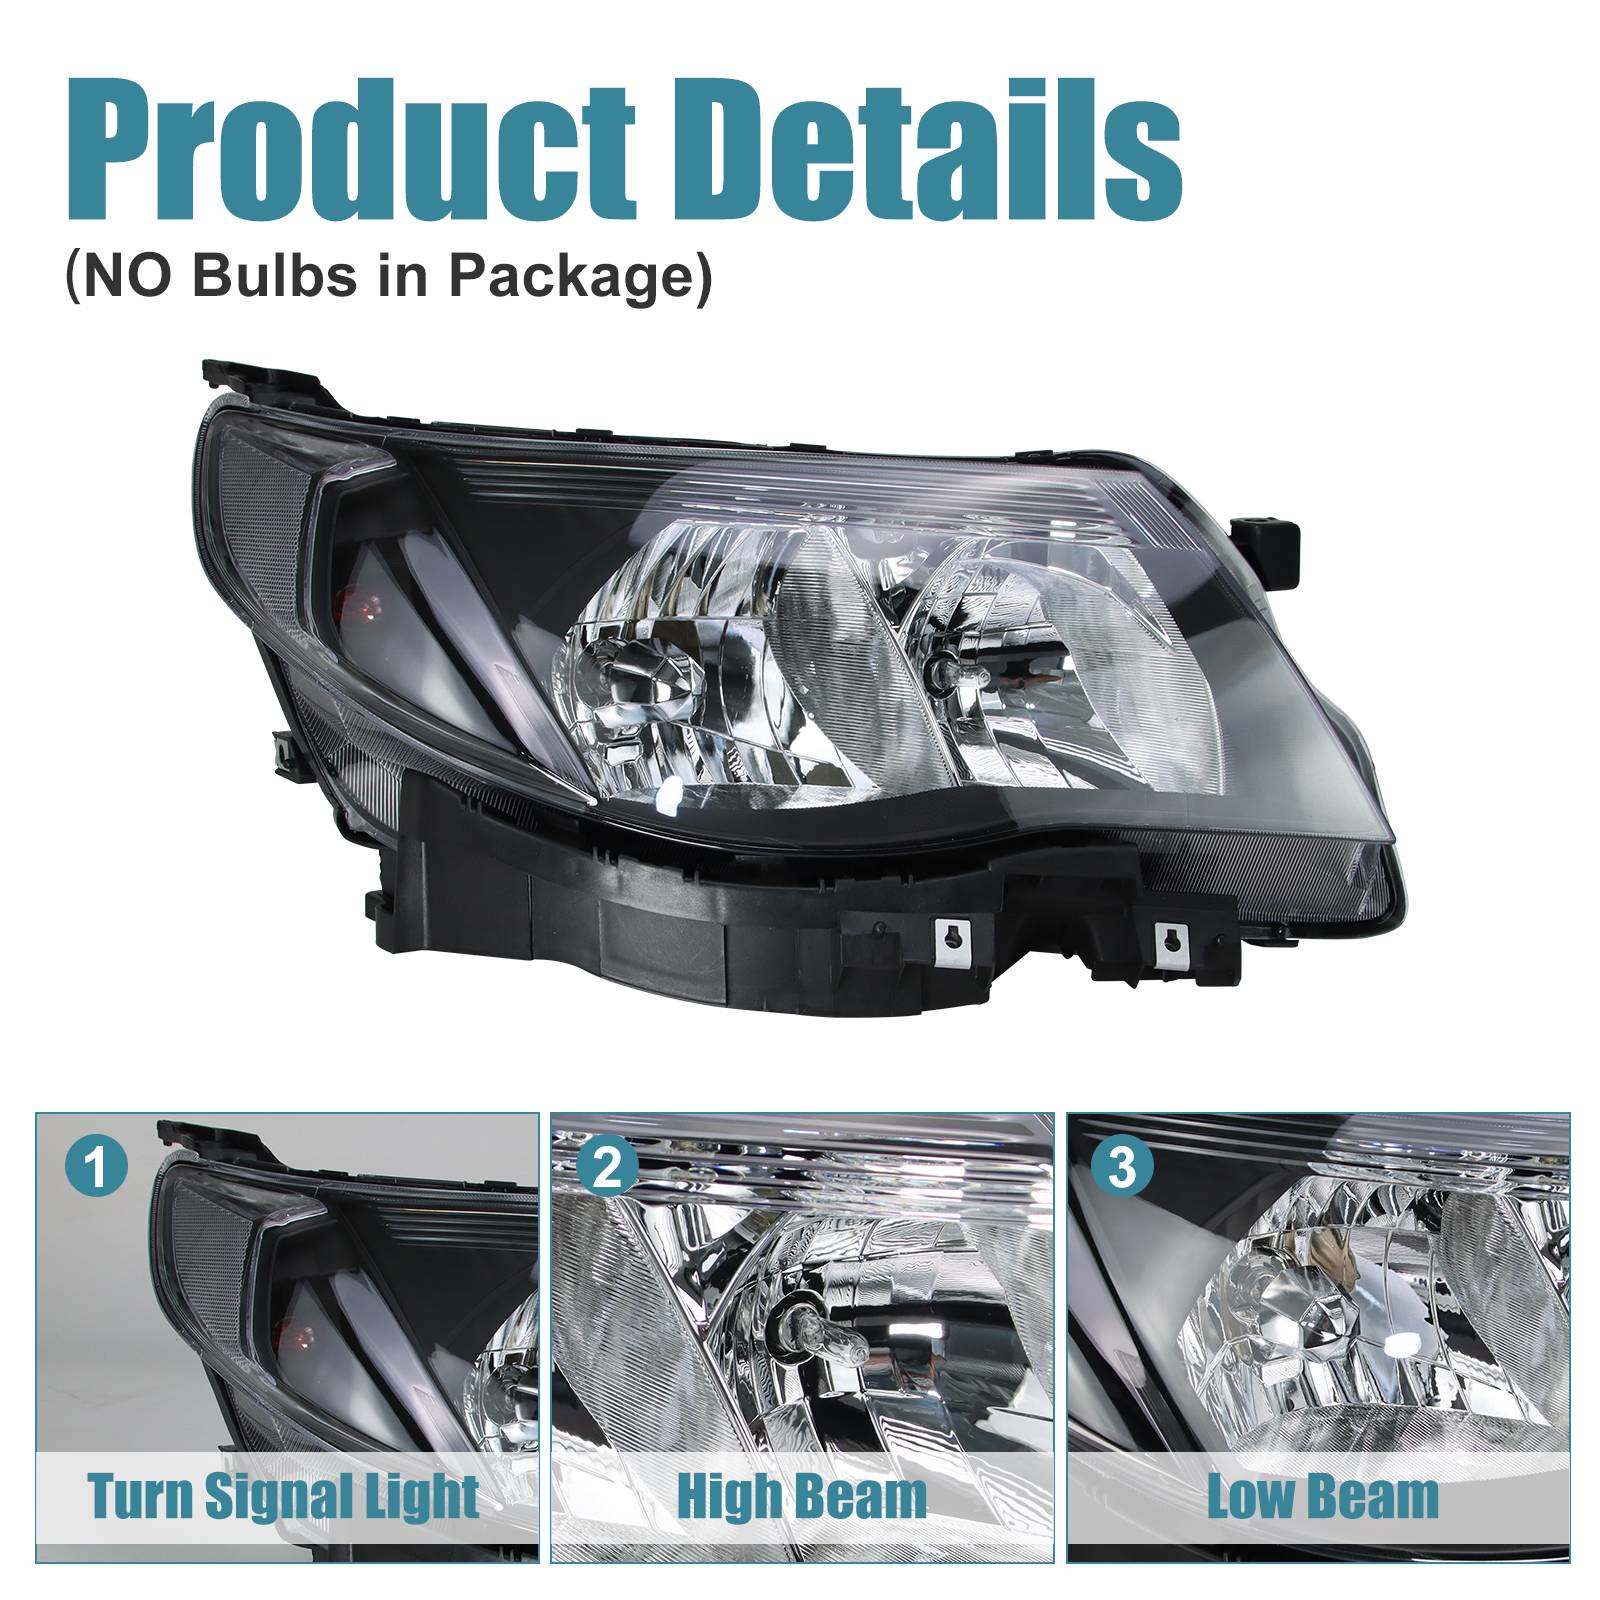 Product Details
(NO Bulbs in Package)
1
Turn Signal Light
2
High Beam
3
Low Beam